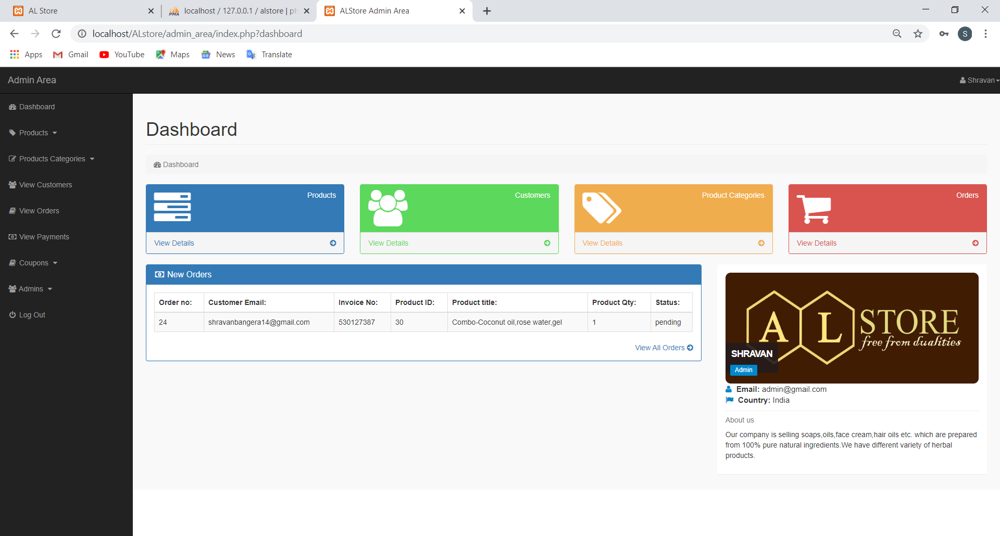 AL Store
localhost / 127.0.0.1 / alstore | ph
ALStore Admin Area
localhost/ALstore/admin_area/index.php?dashboard
S
Apps
Gmail
YouTube
Maps
News
Translate
Admin Area
Shravan
Dashboard
Products
Products Categories
View Customers
View Orders
View Payments
Coupons
Admins
Log Out
Dashboard
Dashboard
Products
View Details
Customers
View Details
Product Categories
View Details
Orders
View Details
New Orders
Order no: Customer Email: Invoice No: Product ID: Product title: Product Qty: Status:
24 shravanbangera14@gmail.com 530127387 30 Combo-Coconut oil,rose water,gel 1 pending
View All Orders
A L STORE
free from dualities
SHRAVAN
Admin
Email: admin@gmail.com
Country: India
About us
Our company is selling soaps,oils,face cream,hair oils etc. which are prepared
from 100% pure natural ingredients.We have different variety of herbal
products.